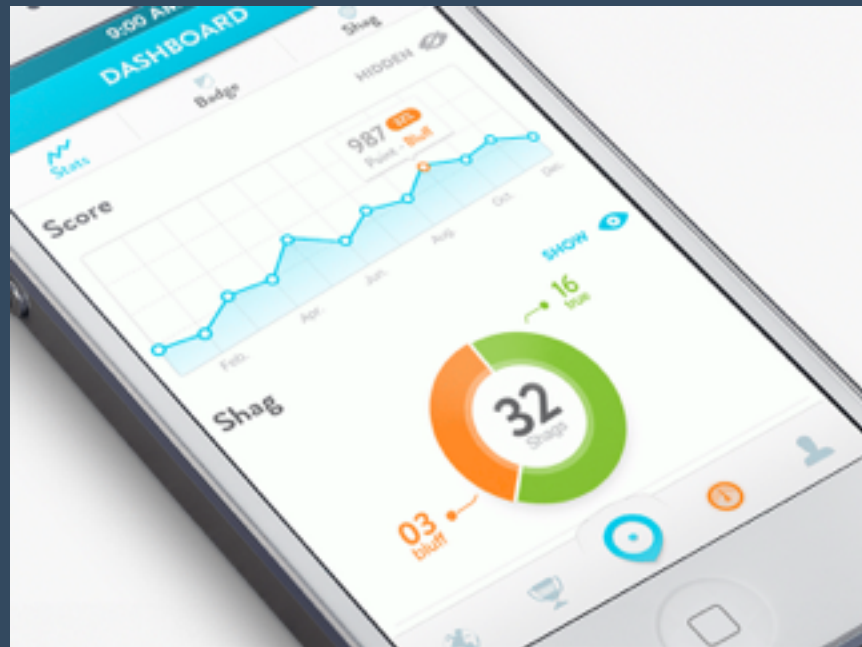 9:00 AM
DASHBOARD
Stats
Badge
Shag
Score
HIDDEN
987
Point - Bluff
Feb.
Apr.
Jun.
Aug.
Oct.
Dec.
Shag
SHOW
16
true
32
Shags
03
bluff